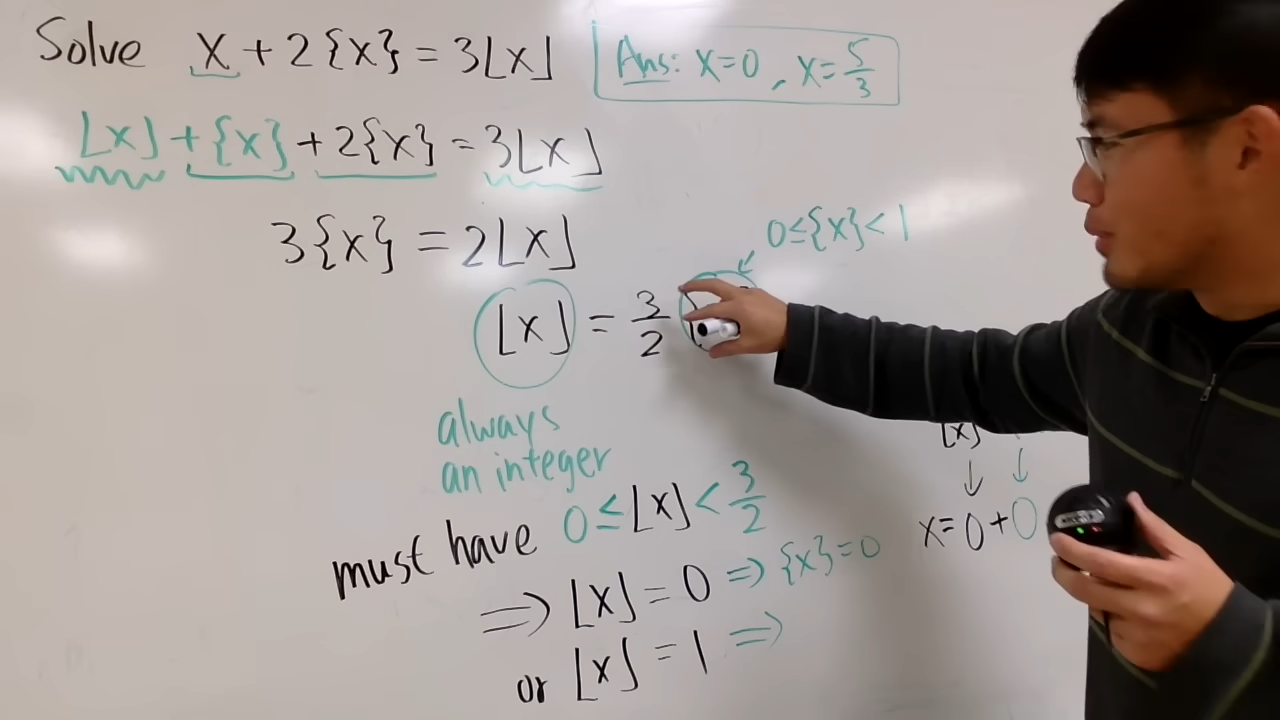 Solve x + 2{x} = 3⌊x⌋
Ans: x=0, x=5/3
⌊x⌋ + {x} + 2{x} = 3⌊x⌋
3{x} = 2⌊x⌋
0≤{x}<1
⌊x⌋ = 3/2
always
an integer
⌊x⌋
must have 0≤⌊x⌋<3/2
x=0+0
⇒ ⌊x⌋=0 ⇒ {x}=0
or ⌊x⌋=1 ⇒